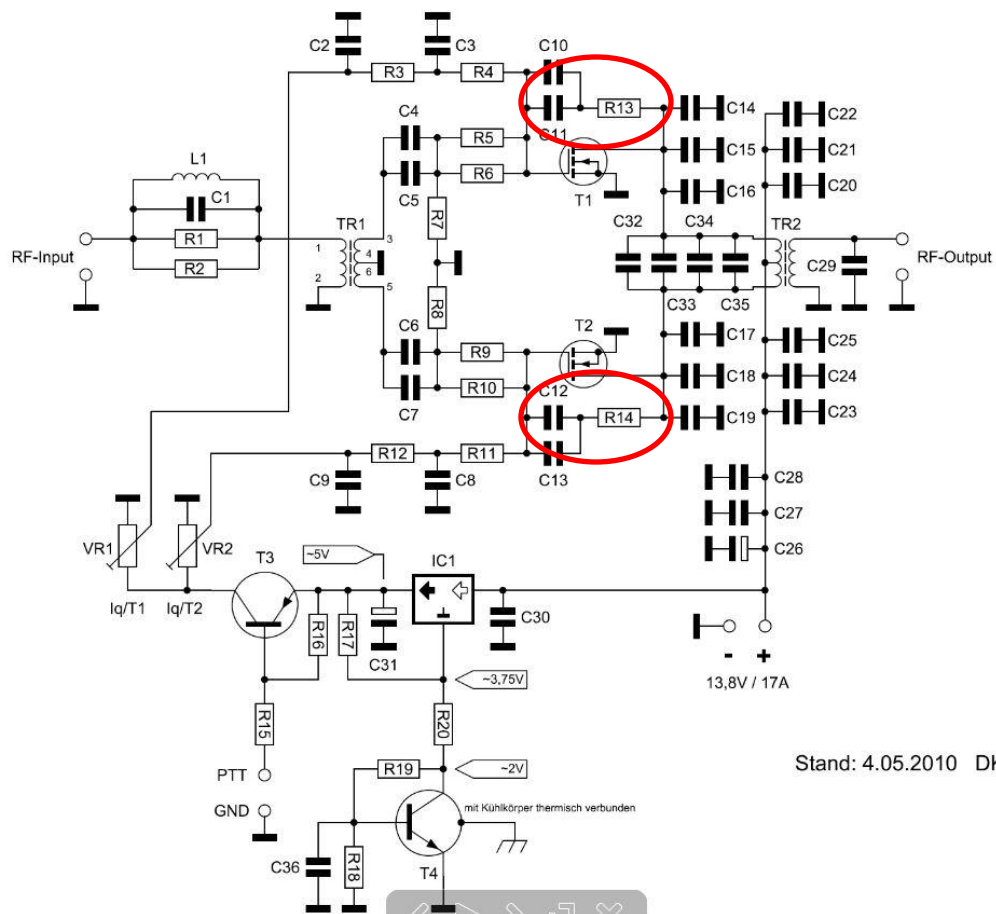 C2
C3
C10
R3
R4
R13
C14
C22
C4
C11
R5
C15
C21
L1
R6
C16
C20
C1
C5
T1
TR1
R7
C32
C34
TR2
R1
1
3
4
RF-Input
R2
2
6
5
C29
RF-Output
R8
C33
C35
C6
T2
C17
C25
R9
C18
C24
R10
C7
C12
R14
C19
C23
R12
R11
C9
C8
C13
C28
C27
VR1
VR2
~5V
C26
T3
IC1
Iq/T1
Iq/T2
R16
R17
C31
C30
- +
~3,75V
13,8V / 17A
R15
R20
PTT
R19
~2V
Stand: 4.05.2010 DK
GND
mit Kühlkörper thermisch verbunden
C36
R18
T4